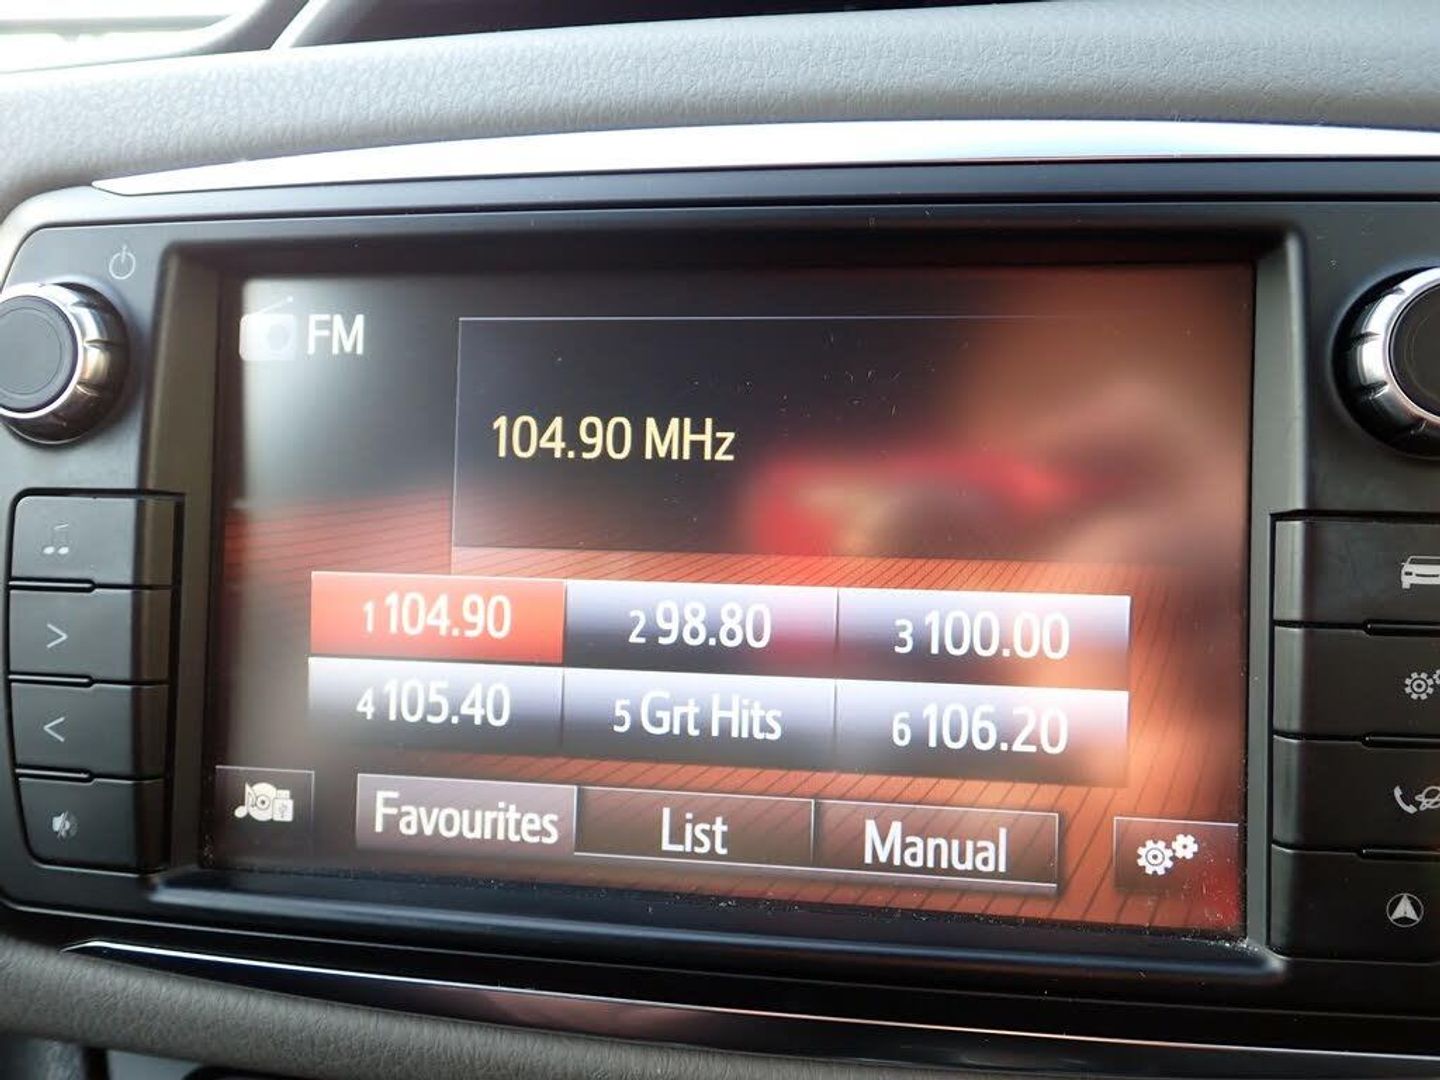 FM
104.90 MHz
1 104.90 2 98.80 3 100.00
4 105.40 5 Grt Hits 6 106.20
Favourites List Manual